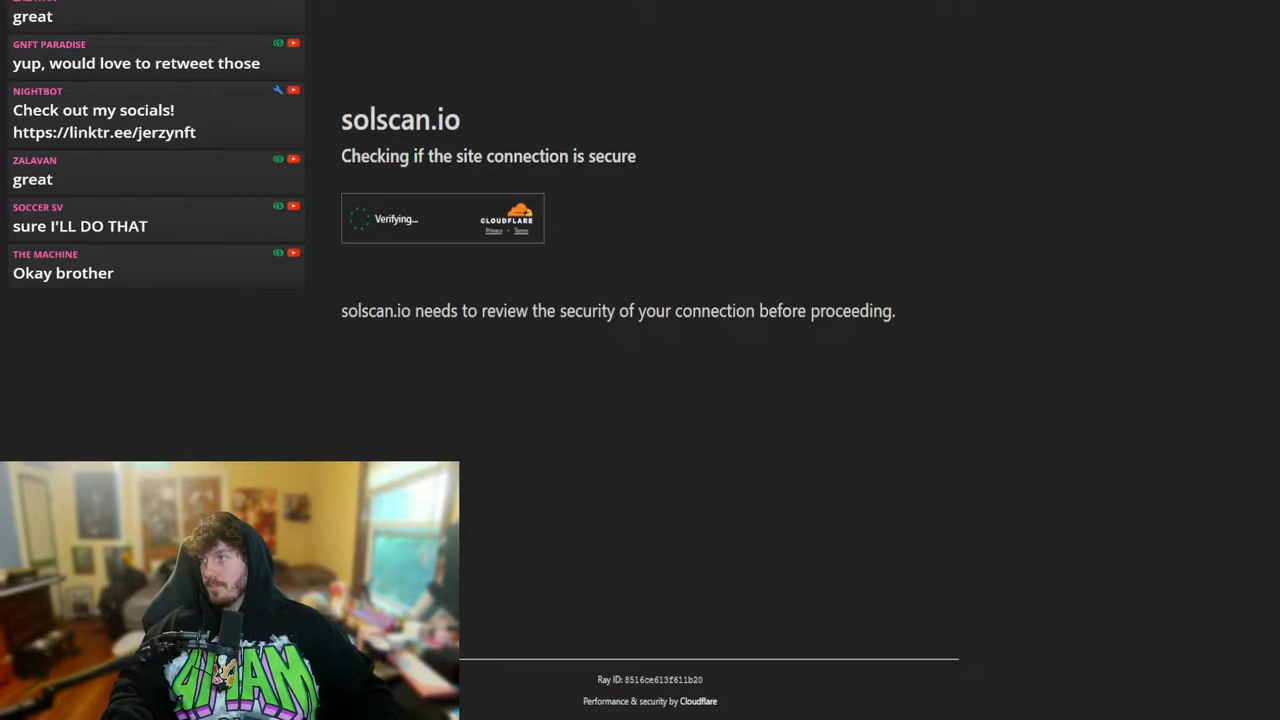 great
GNFT PARADISE
yup, would love to retweet those
NIGHTBOT
Check out my socials!
https://linktr.ee/jerzynft
ZALAVAN
great
SOCCER SV
sure I'LL DO THAT
THE MACHINE
Okay brother
solscan.io
Checking if the site connection is secure
Verifying...
CLOUDFLARE
Privacy • Terms
solscan.io needs to review the security of your connection before proceeding.
Ray ID: 8516ce613f611b20
Performance & security by Cloudflare